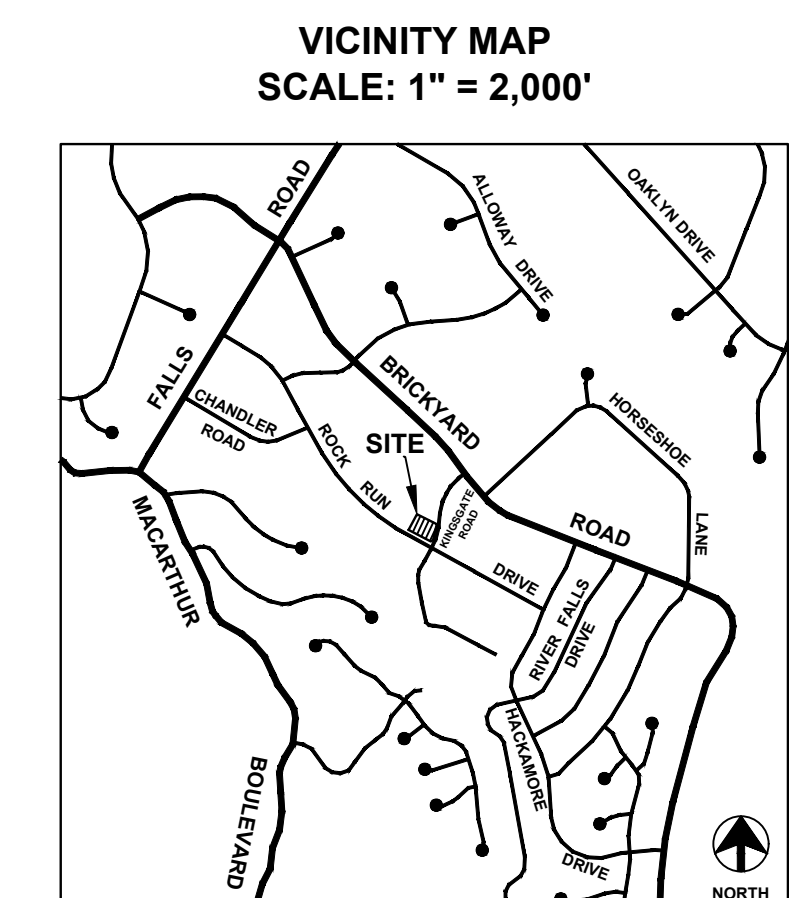 VICINITY MAP
SCALE: 1" = 2,000'
ROAD
FALLS
ALLOWAY
DRIVE
OAKLYN DRIVE
BRICKYARD
ROAD
CHANDLER
ROAD
ROCK
RUN
DRIVE
SITE
KINGSGATE
ROAD
HORSESHOE
LANE
MACARTHUR
BOULEVARD
RIVER FALLS
DRIVE
HACKAMORE
DRIVE
NORTH